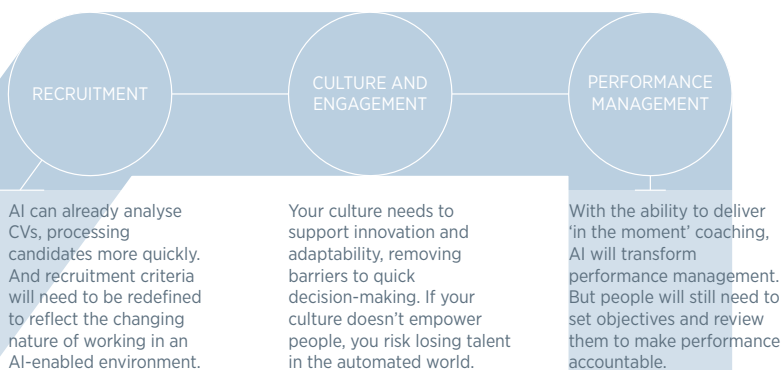 RECRUITMENT
AI can already analyse
CVs, processing
candidates more quickly.
And recruitment criteria
will need to be redefined
to reflect the changing
nature of working in an
AI-enabled environment.
CULTURE AND
ENGAGEMENT
Your culture needs to
support innovation and
adaptability, removing
barriers to quick
decision-making. If your
culture doesn’t empower
people, you risk losing talent
in the automated world.
PERFORMANCE
MANAGEMENT
With the ability to deliver
‘in the moment’ coaching,
AI will transform
performance management.
But people will still need to
set objectives and review
them to make performance
accountable.